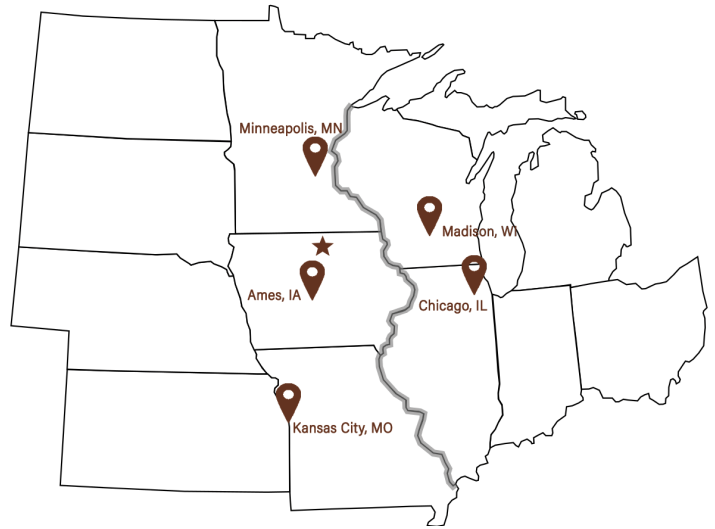 Minneapolis, MN
Madison, WI
Ames, IA
Chicago, IL
Kansas City, MO